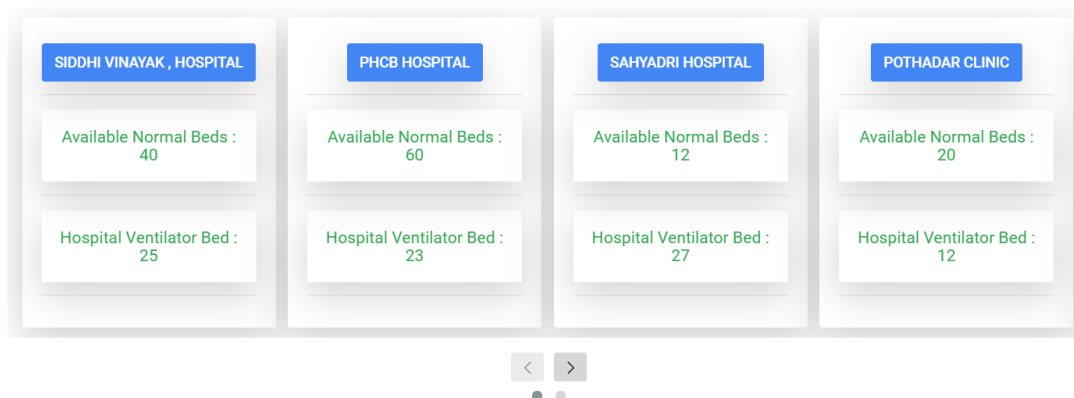 SIDDHI VINAYAK , HOSPITAL
Available Normal Beds :
40
Hospital Ventilator Bed :
25
PHCB HOSPITAL
Available Normal Beds :
60
Hospital Ventilator Bed :
23
SAHYADRI HOSPITAL
Available Normal Beds :
12
Hospital Ventilator Bed :
27
POTHADAR CLINIC
Available Normal Beds :
20
Hospital Ventilator Bed :
12